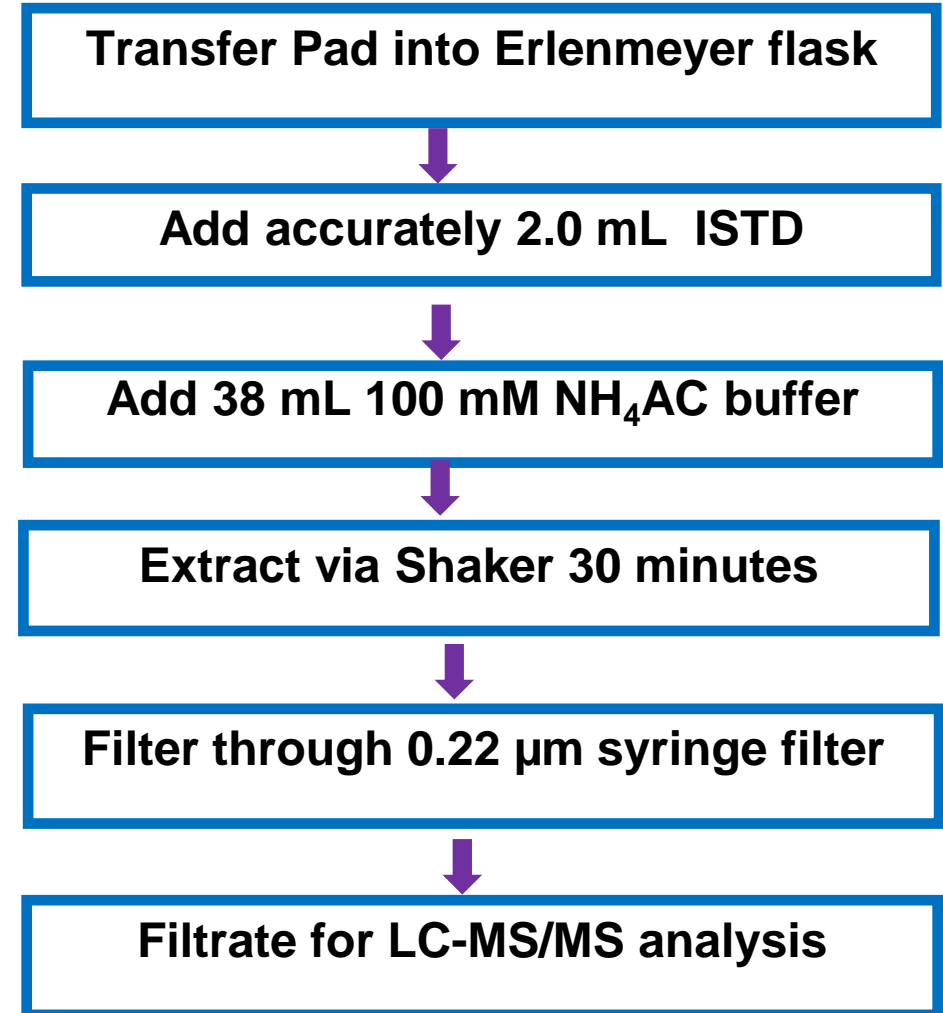 Transfer Pad into Erlenmeyer flask
Add accurately 2.0 mL  ISTD
Add 38 mL 100 mM NH₄AC buffer
Extract via Shaker 30 minutes
Filter through 0.22 µm syringe filter
Filtrate for LC-MS/MS analysis